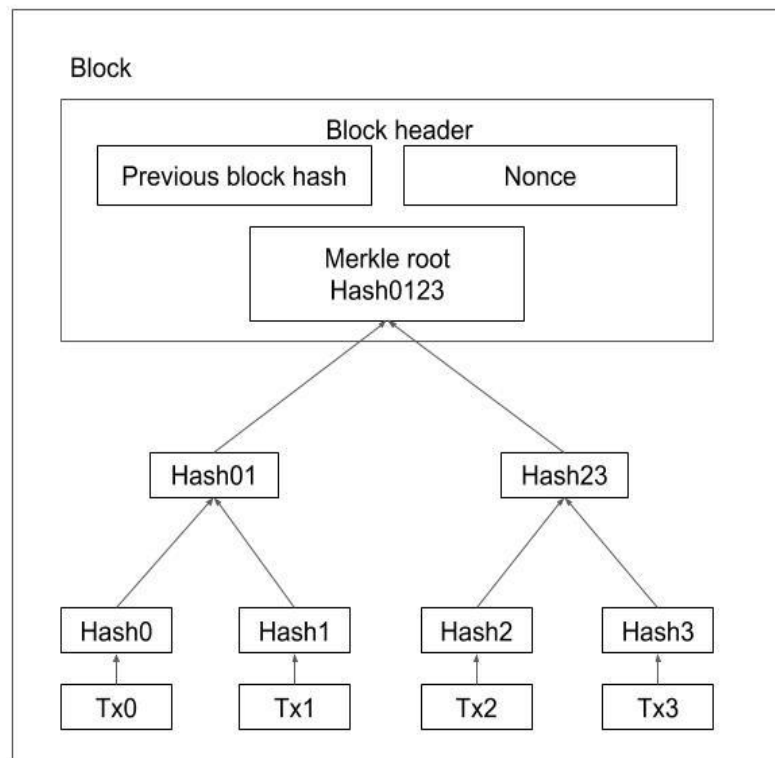 Block
Block header
Previous block hash
Nonce
Merkle root
Hash0123
Hash01
Hash23
Hash0
Hash1
Hash2
Hash3
Tx0
Tx1
Tx2
Tx3